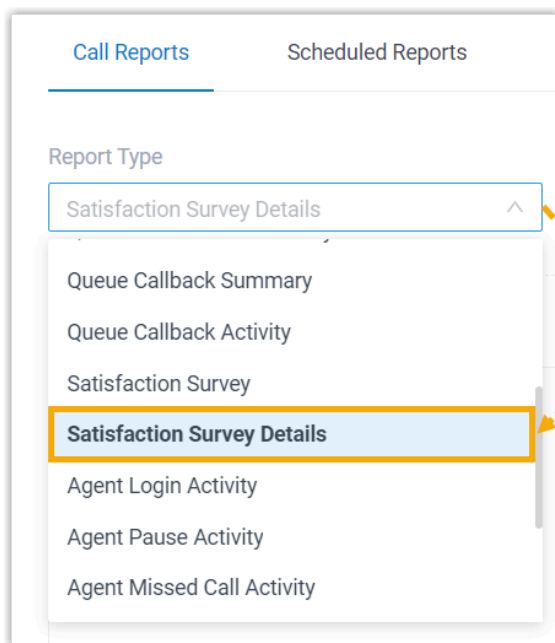 Call Reports Scheduled Reports
Report Type
Satisfaction Survey Details
Queue Callback Summary
Queue Callback Activity
Satisfaction Survey
Satisfaction Survey Details
Agent Login Activity
Agent Pause Activity
Agent Missed Call Activity